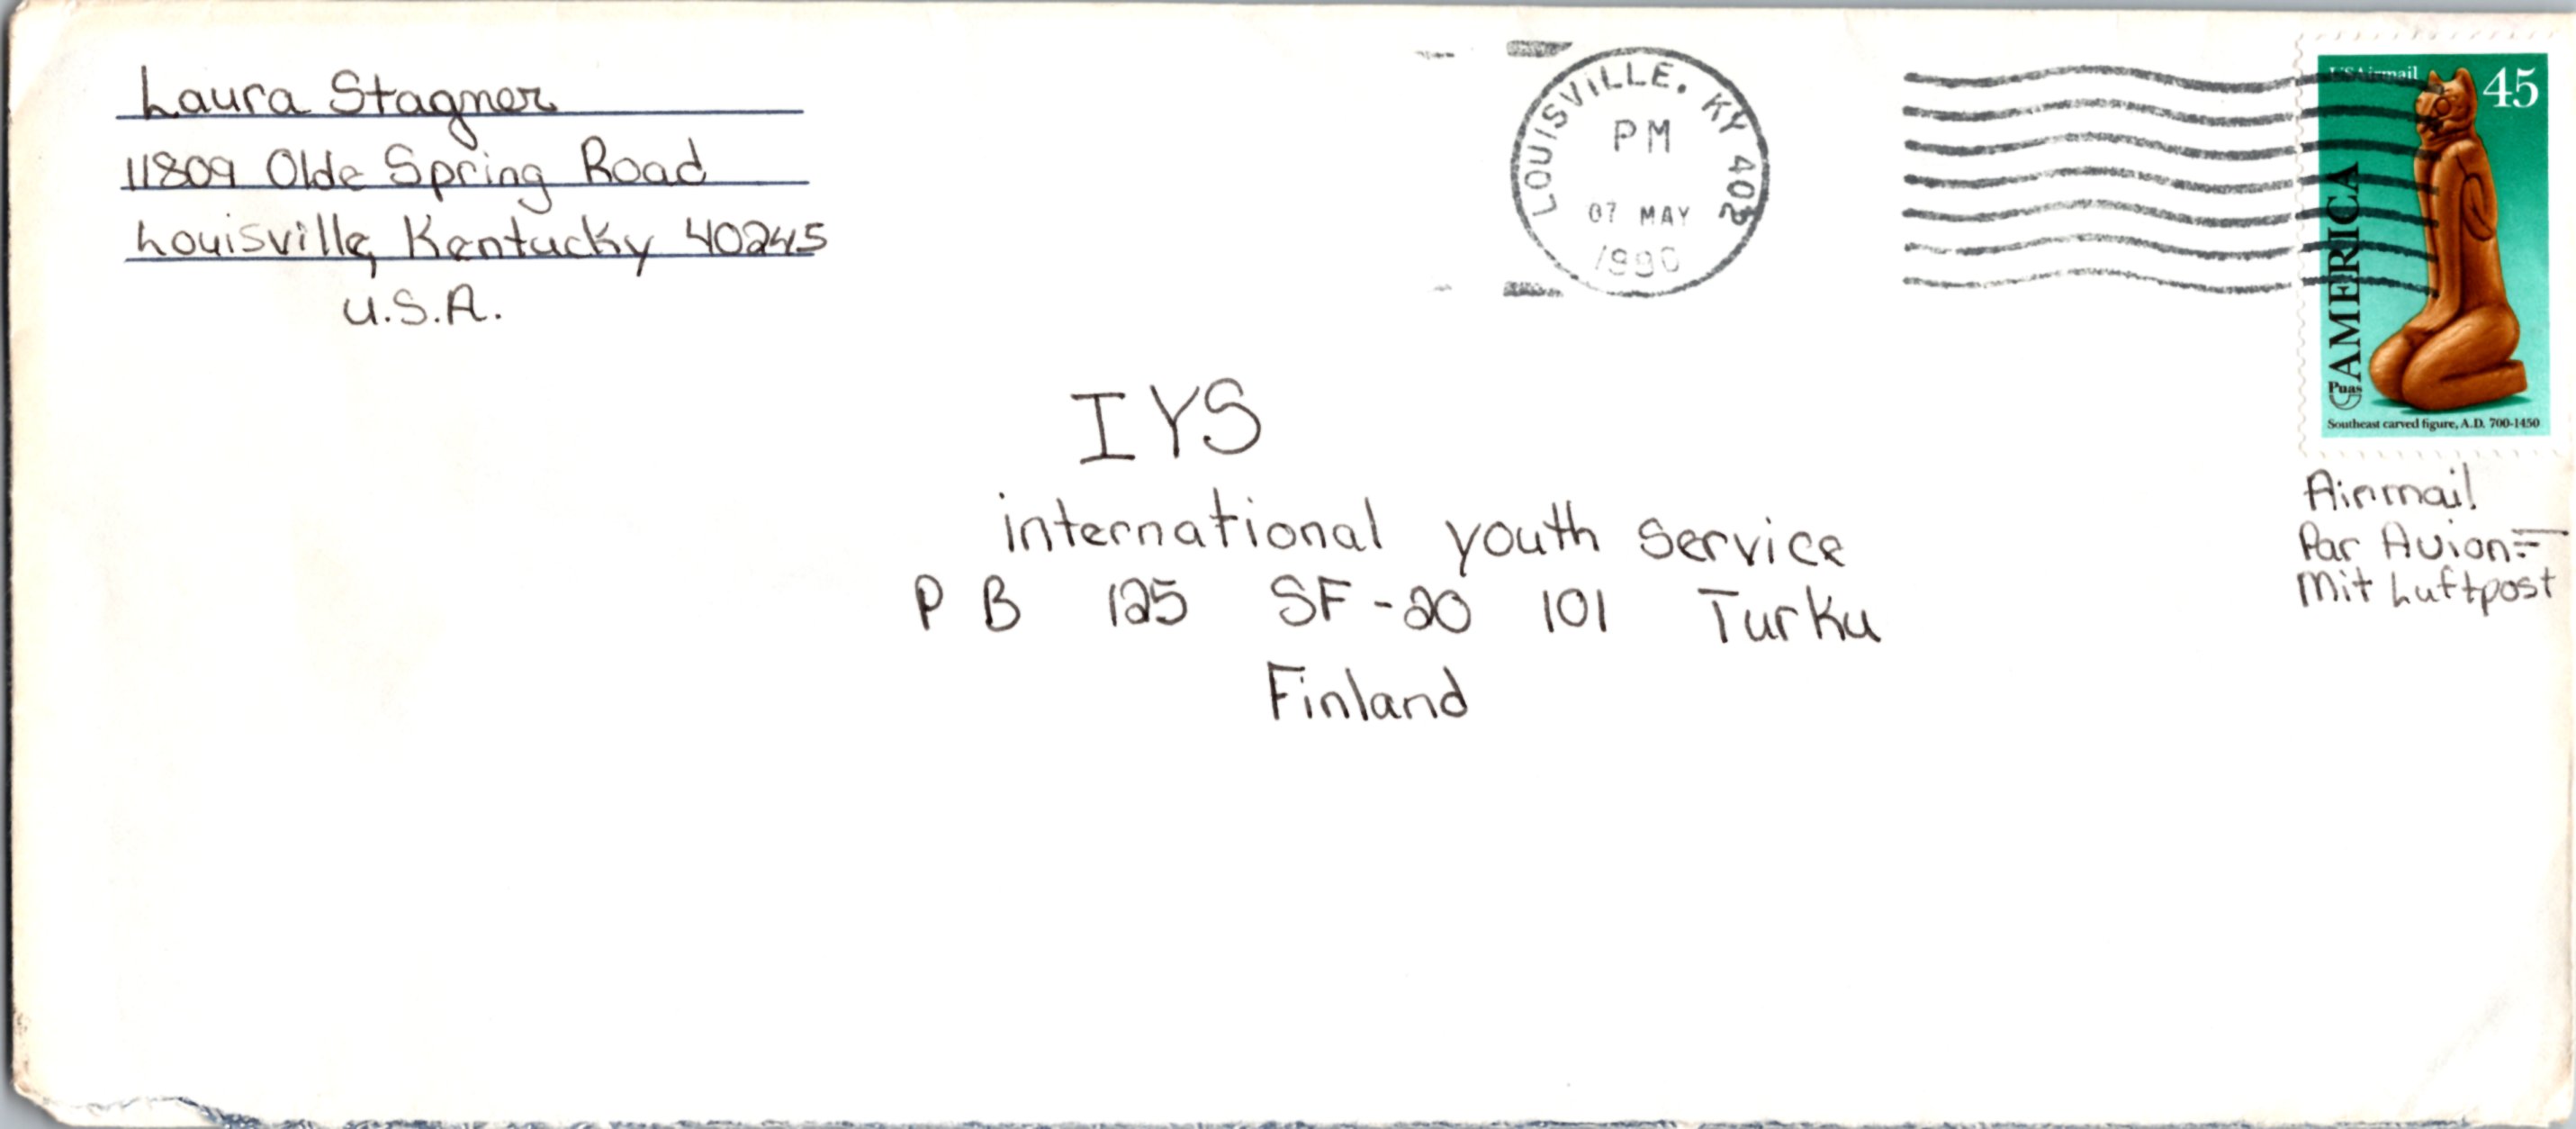 Laura Stagner
11809 Olde Spring Road
Louisville, Kentucky 40245
U.S.A.
LOUISVILLE, KY 402
PM
07 MAY
1990
USAirmail
45
AMERICA
Puas
Southeast carved figure, A.D. 700-1450
Airmail
Par Avion
Mit Luftpost
IYS
international youth service
P B 125 SF-20 101 Turku
Finland